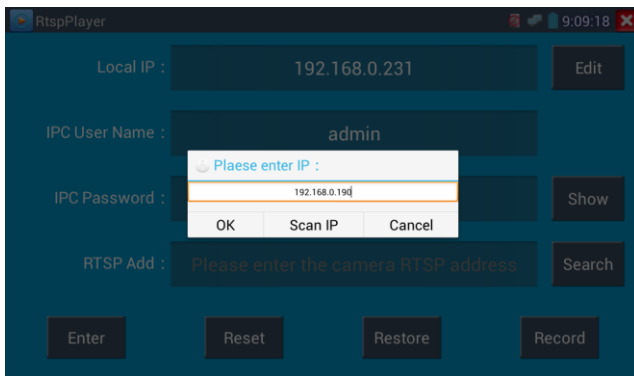 RtspPlayer 9:09:18
Local IP : 192.168.0.231 Edit
IPC User Name : admin
Plaese enter IP :
192.168.0.190
IPC Password : Show
OK Scan IP Cancel
RTSP Add : Please enter the camera RTSP address Search
Enter Reset Restore Record